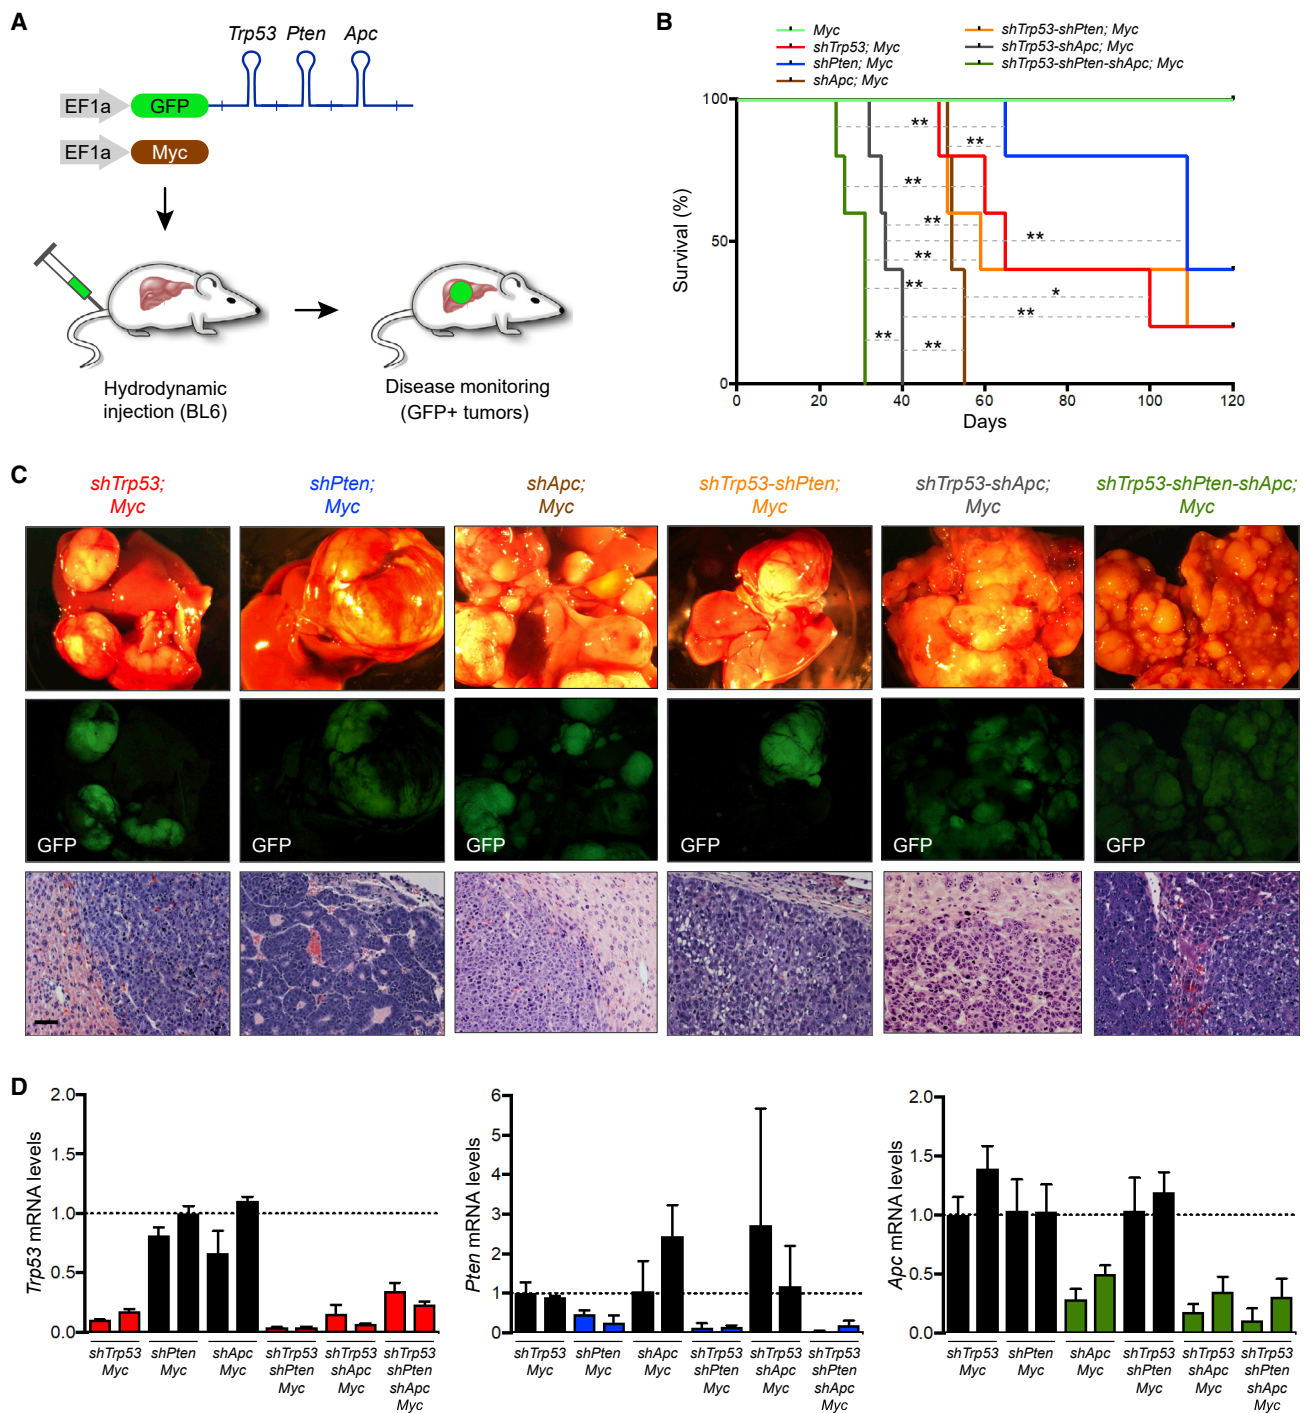 A
Trp53 Pten Apc
EF1a GFP
EF1a Myc
Hydrodynamic
injection (BL6)
Disease monitoring
(GFP+ tumors)
B
Myc
shTrp53; Myc
shPten; Myc
shApc; Myc
shTrp53-shPten; Myc
shTrp53-shApc; Myc
shTrp53-shPten-shApc; Myc
Survival (%)
100
50
0
**
**
**
**
**
**
**
*
**
**
**
0 20 40 60 80 100 120
Days
C
shTrp53;
Myc
shPten;
Myc
shApc;
Myc
shTrp53-shPten;
Myc
shTrp53-shApc;
Myc
shTrp53-shPten-shApc;
Myc
GFP GFP GFP GFP GFP GFP
D
Trp53 mRNA levels
2.0
1.5
1.0
0.5
0.0
shTrp53
Myc
shPten
Myc
shApc
Myc
shTrp53
shPten
Myc
shTrp53
shApc
Myc
shTrp53
shPten
shApc
Myc
Pten mRNA levels
6
5
4
3
2
1
0
shTrp53
Myc
shPten
Myc
shApc
Myc
shTrp53
shPten
Myc
shTrp53
shApc
Myc
shTrp53
shPten
shApc
Myc
Apc mRNA levels
2.0
1.5
1.0
0.5
0.0
shTrp53
Myc
shPten
Myc
shApc
Myc
shTrp53
shPten
Myc
shTrp53
shApc
Myc
shTrp53
shPten
shApc
Myc